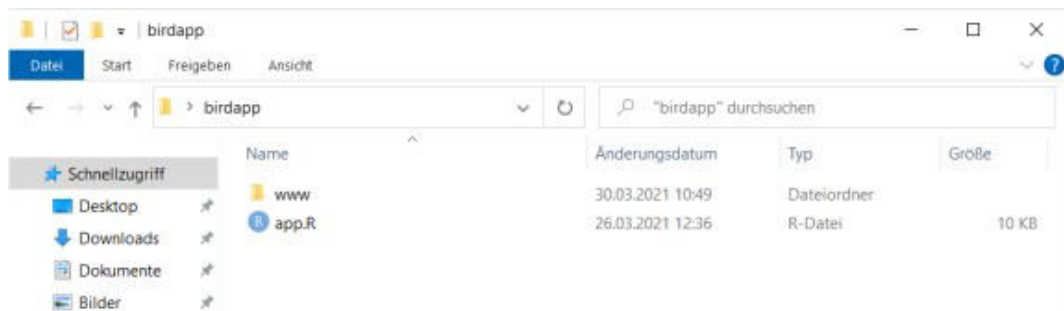 birdapp
Datei Start Freigeben Ansicht
birdapp "birdapp" durchsuchen
Name Änderungsdatum Typ Größe
Schnellzugriff
www 30.03.2021 10:49 Dateiordner
Desktop
R app.R 26.03.2021 12:36 R-Datei 10 KB
Downloads
Dokumente
Bilder